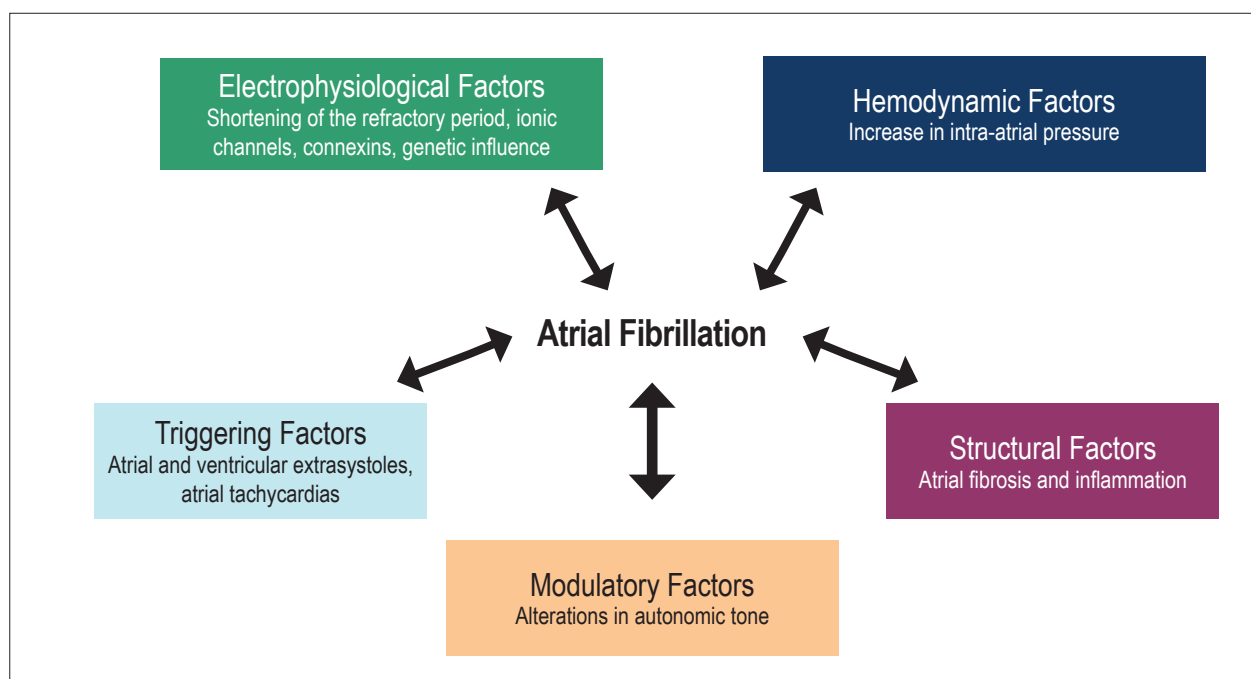 Electrophysiological Factors
Shortening of the refractory period, ionic
channels, connexins, genetic influence
Hemodynamic Factors
Increase in intra-atrial pressure
Atrial Fibrillation
Triggering Factors
Atrial and ventricular extrasystoles,
atrial tachycardias
Structural Factors
Atrial fibrosis and inflammation
Modulatory Factors
Alterations in autonomic tone